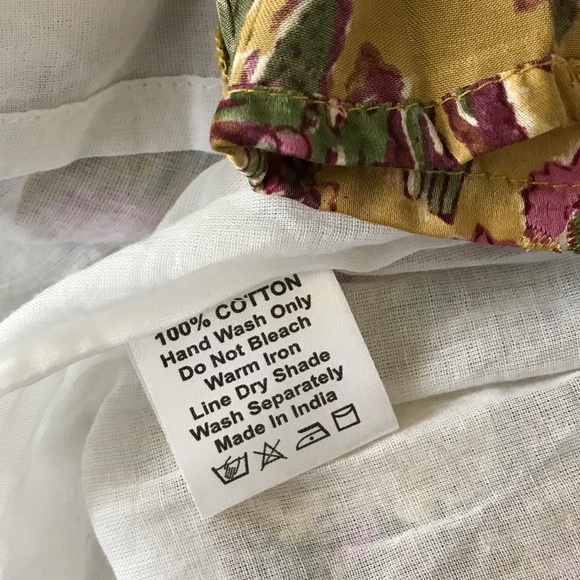 100% COTTON
Hand Wash Only
Do Not Bleach
Warm Iron
Line Dry Shade
Wash Separately
Made In India